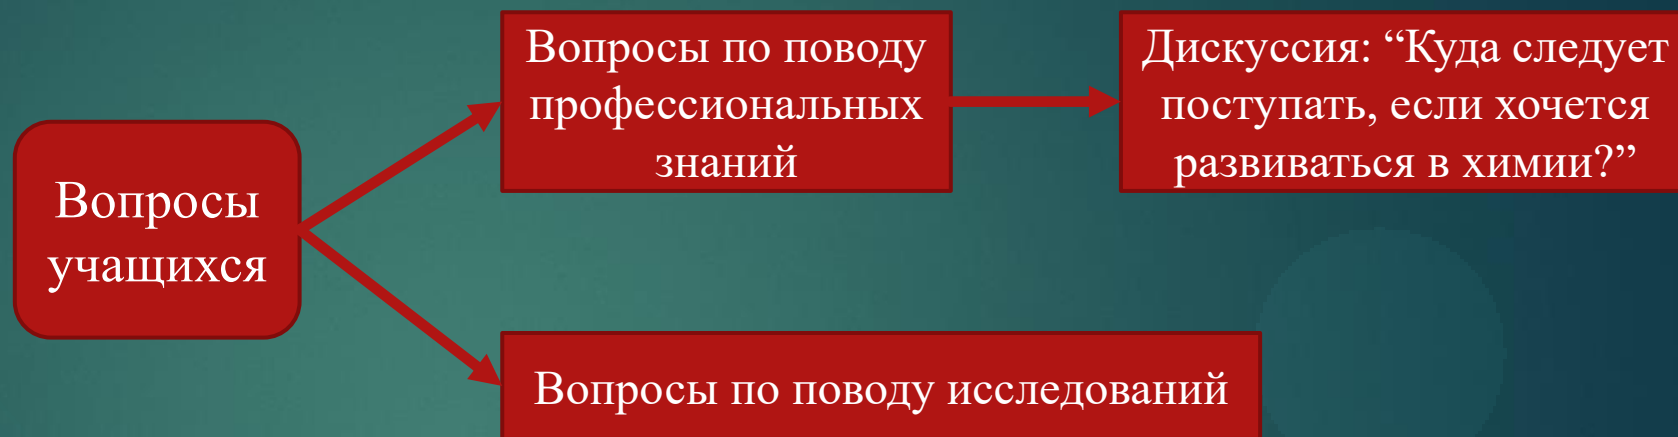 Вопросы
учащихся
Вопросы по поводу
профессиональных
знаний
Дискуссия: “Куда следует
поступать, если хочется
развиваться в химии?”
Вопросы по поводу исследований